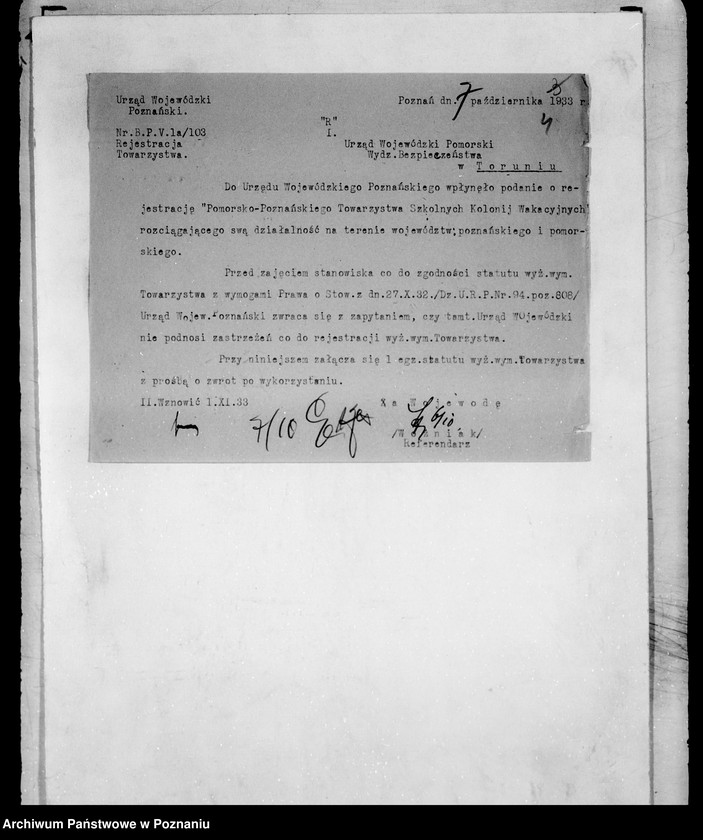 Urząd Wojewódzki
Poznański.
Poznań dn. 7 października 1933 r.
3
4
"R"
Nr.B.P.V.1a/103
I.
Rejestracja
Towarzystwa.
Urząd Wojewódzki Pomorski
Wydz.Bezpieczeństwa
w Toruniu
Do Urzędu Wojewódzkiego Poznańskiego wpłynęło podanie o re-
jestrację "Pomorsko-Poznańskiego Towarzystwa Szkolnych Kolonij Wakacyjnych"
rozciągającego swą działalność na terenie województw:poznańskiego i pomor-
skiego.
Przed zajęciem stanowiska co do zgodności statutu wyż.wym.
Towarzystwa z wymogami Prawa o Stow.z dn.27.X.32./Dz.U.R.P.Nr.94.poz.808/
Urząd Wojew.Poznański zwraca się z zapytaniem, czy tamt.Urząd Wojewódzki
nie podnosi zastrzeżeń co do rejestracji wyż.wym.Towarzystwa.
Przy niniejszem załącza się 1 egz.statutu wyż.wym.Towarzystwa
z prośbą o zwrot po wykorzystaniu.
II.Wznowić 1.XI.33
Za Wojewodę
7/10
6/10
/Woźniak/
Referendarz
Archiwum Państwowe w Poznaniu